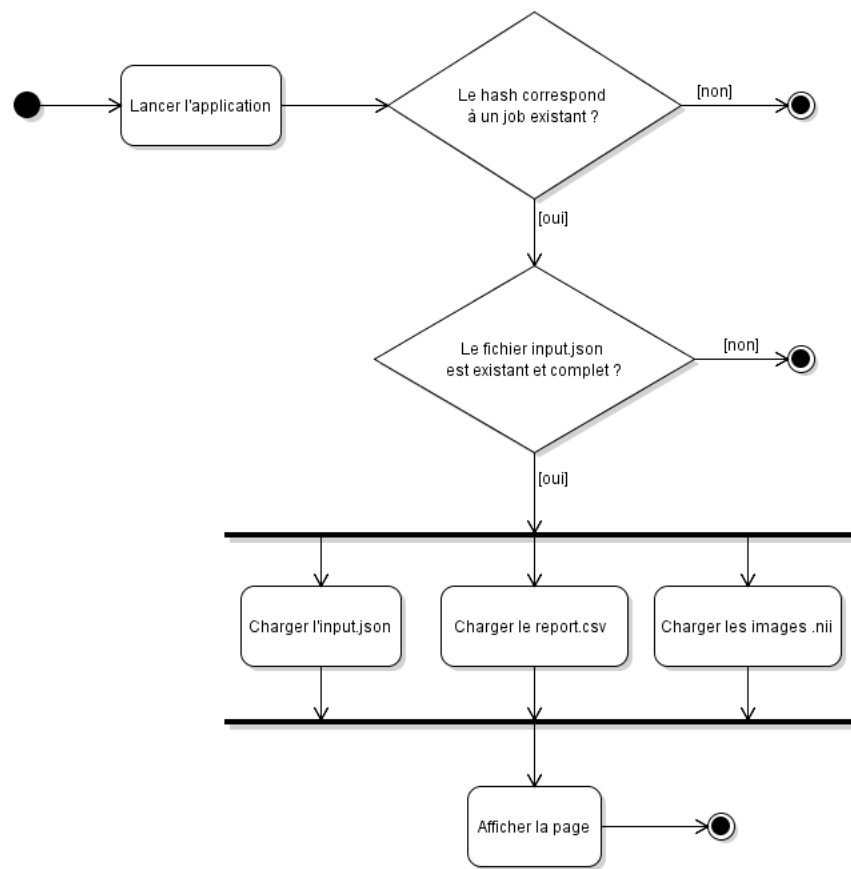 Lancer l'application
Le hash correspond
à un job existant ?
[non]
[oui]
Le fichier input.json
est existant et complet ?
[non]
[oui]
Charger l'input.json
Charger le report.csv
Charger les images .nii
Afficher la page